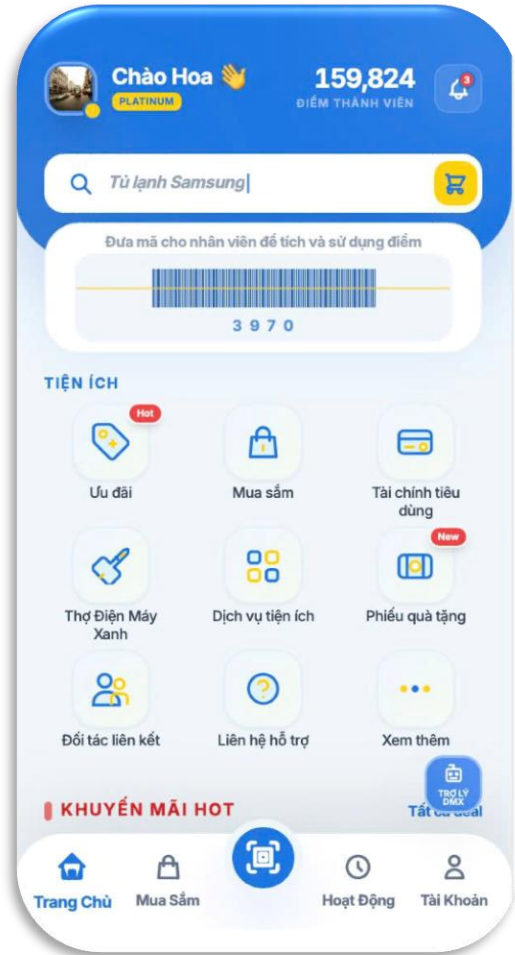 Chào Hoa 👋
PLATINUM
159,824
ĐIỂM THÀNH VIÊN
3
Tủ lạnh Samsung
Đưa mã cho nhân viên để tích và sử dụng điểm
3970
TIỆN ÍCH
Hot
Ưu đãi
Mua sắm
Tài chính tiêu
dùng
New
Thợ Điện Máy
Xanh
Dịch vụ tiện ích
Phiếu quà tặng
Đối tác liên kết
Liên hệ hỗ trợ
Xem thêm
TRỢ LÝ
DMX
KHUYẾN MÃI HOT
Tất cả deal
Trang Chủ
Mua Sắm
Hoạt Động
Tài Khoản